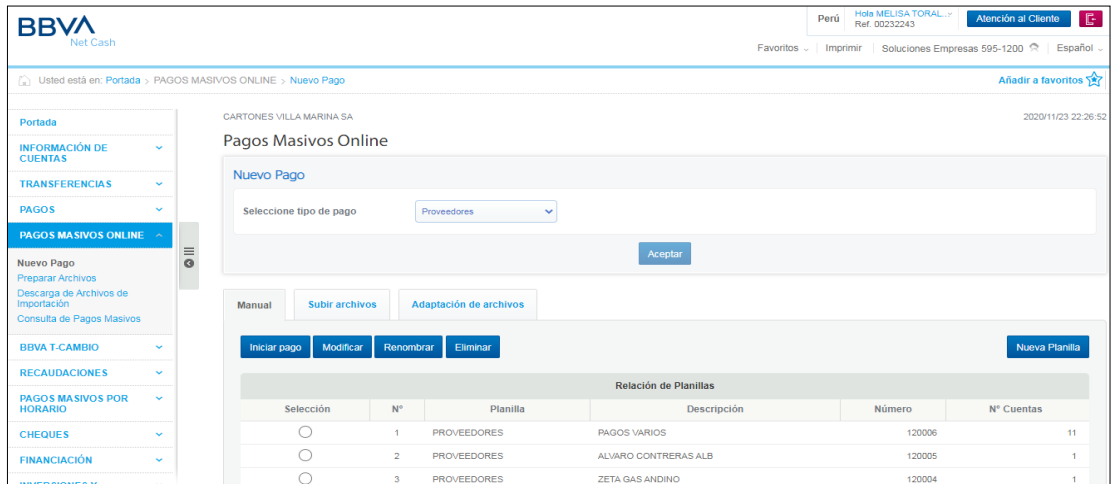 BBVA
Net Cash
Perú
Hola MELISA TORAL...
Ref. 00232243
Atención al Cliente
Favoritos
Imprimir
Soluciones Empresas 595-1200
Español
Usted está en: Portada > PAGOS MASIVOS ONLINE > Nuevo Pago
Añadir a favoritos
Portada
INFORMACIÓN DE
CUENTAS
TRANSFERENCIAS
PAGOS
PAGOS MASIVOS ONLINE
Nuevo Pago
Preparar Archivos
Descarga de Archivos de
Importación
Consulta de Pagos Masivos
BBVA T-CAMBIO
RECAUDACIONES
PAGOS MASIVOS POR
HORARIO
CHEQUES
FINANCIACIÓN
INVERSIONES Y
CARTONES VILLA MARINA SA
2020/11/23 22:26:52
Pagos Masivos Online
Nuevo Pago
Seleccione tipo de pago
Proveedores
Aceptar
Manual
Subir archivos
Adaptación de archivos
Iniciar pago
Modificar
Renombrar
Eliminar
Nueva Planilla
Relación de Planillas
Selección N° Planilla Descripción Número N° Cuentas
1 PROVEEDORES PAGOS VARIOS 120006 11
2 PROVEEDORES ALVARO CONTRERAS ALB 120005 1
3 PROVEEDORES ZETA GAS ANDINO 120004 1